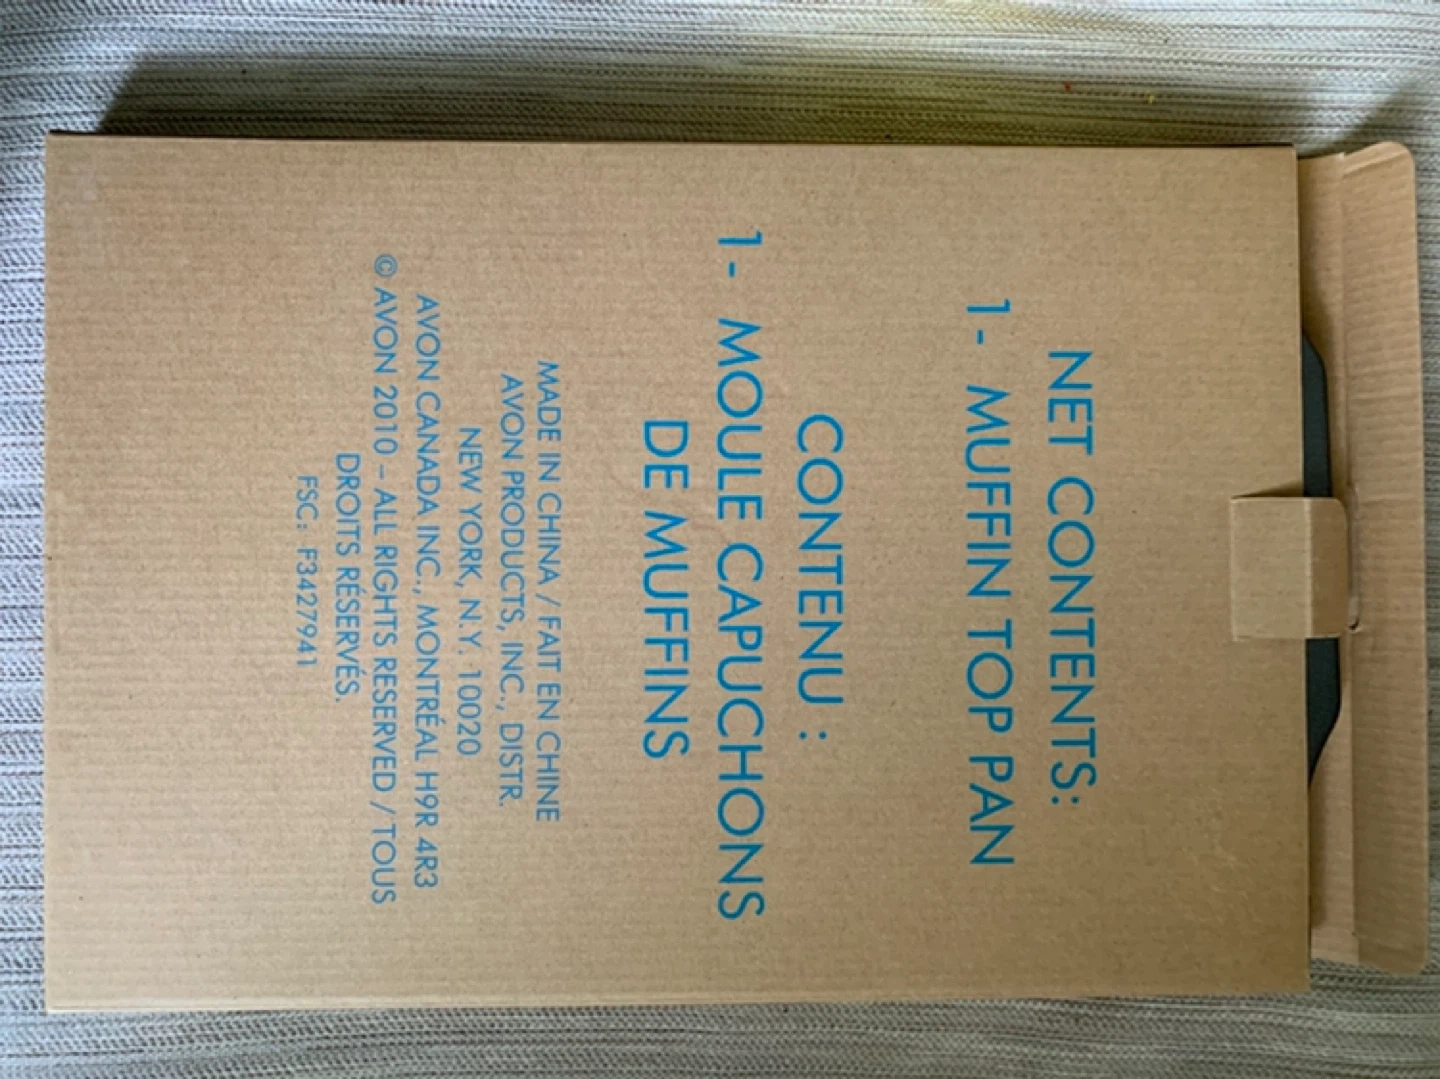 NET CONTENTS:
1- MUFFIN TOP PAN
CONTENU :
1- MOULE CAPUCHONS
DE MUFFINS
MADE IN CHINA / FAIT EN CHINE
AVON PRODUCTS, INC., DISTR.
NEW YORK, N.Y. 10020
AVON CANADA INC., MONTRÉAL H9R 4R3
© AVON 2010 – ALL RIGHTS RESERVED / TOUS
DROITS RÉSERVÉS.
FSC: F3427941